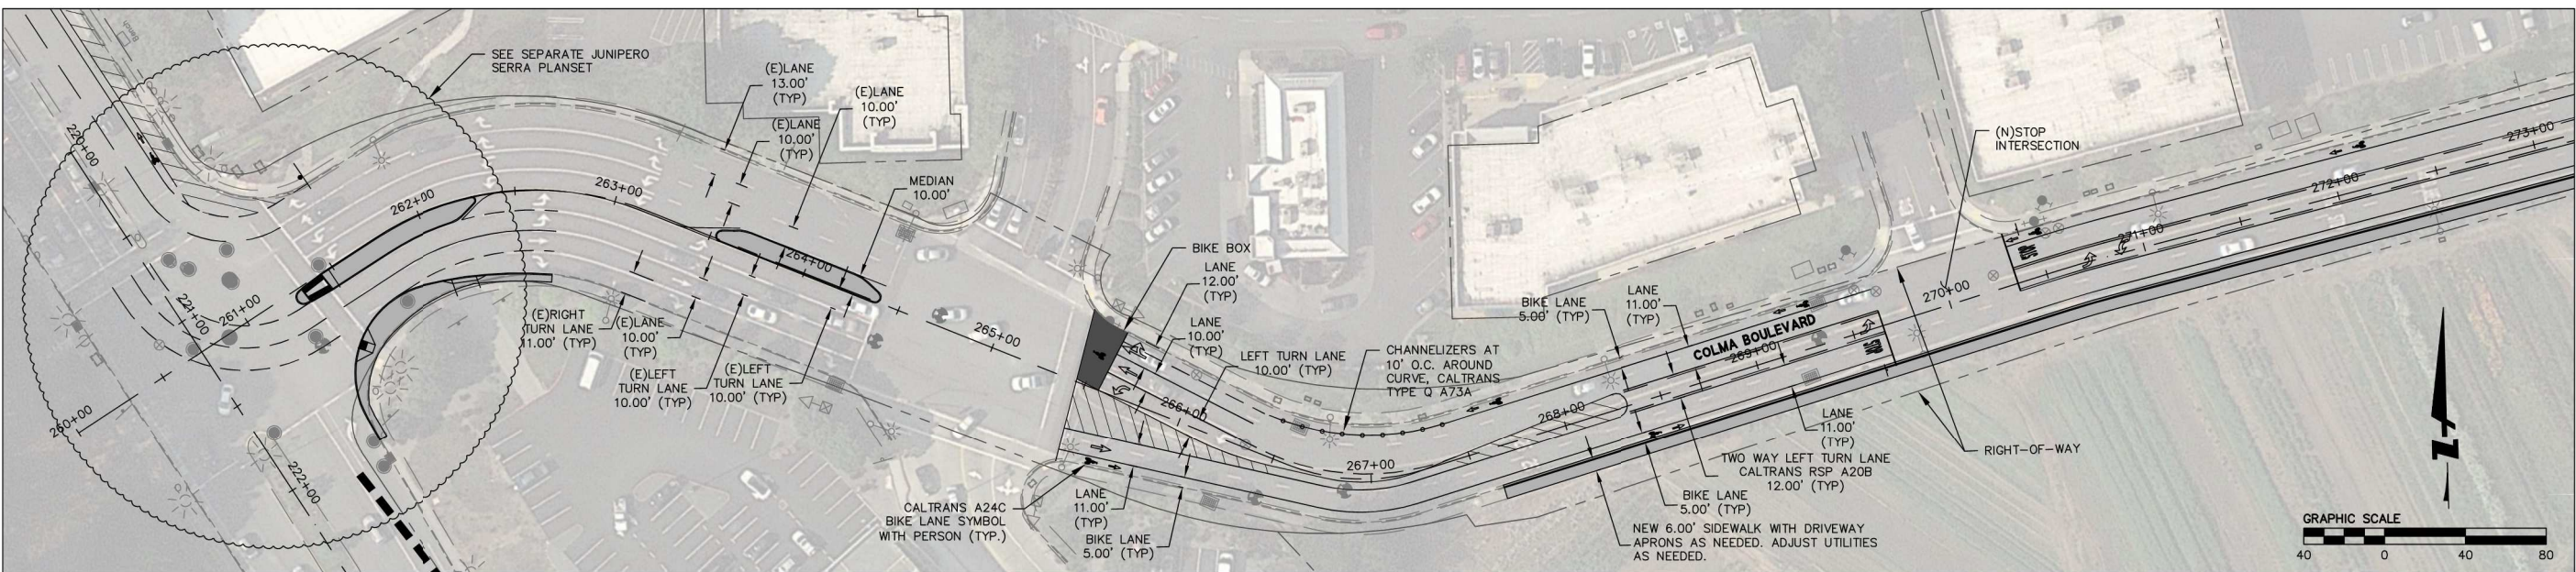 SEE SEPARATE JUNIPERO
SERRA PLANSET
(E)LANE
13.00'
(TYP)
(E)LANE
10.00'
(TYP)
(E)LANE
10.00'
(TYP)
MEDIAN
10.00'
220+00
221+00
222+00
260+00
261+00
262+00
263+00
264+00
265+00
(E)RIGHT
TURN LANE
11.00' (TYP)
(E)LANE
10.00'
(TYP)
(E)LEFT
TURN LANE
10.00' (TYP)
(E)LEFT
TURN LANE
10.00' (TYP)
BIKE BOX
LANE
12.00'
(TYP)
LANE
10.00'
(TYP)
LEFT TURN LANE
10.00' (TYP)
CHANNELIZERS AT
10' O.C. AROUND
CURVE, CALTRANS
TYPE Q A73A
266+00
267+00
268+00
CALTRANS A24C
BIKE LANE SYMBOL
WITH PERSON (TYP.)
LANE
11.00'
(TYP)
BIKE LANE
5.00' (TYP)
BIKE LANE
5.00' (TYP)
LANE
11.00'
(TYP)
COLMA BOULEVARD
269+00
270+00
271+00
272+00
273+00
(N)STOP
INTERSECTION
LANE
11.00'
(TYP)
TWO WAY LEFT TURN LANE
CALTRANS RSP A20B
12.00' (TYP)
BIKE LANE
5.00' (TYP)
NEW 6.00' SIDEWALK WITH DRIVEWAY
APRONS AS NEEDED. ADJUST UTILITIES
AS NEEDED.
RIGHT-OF-WAY
GRAPHIC SCALE
40 0 40 80